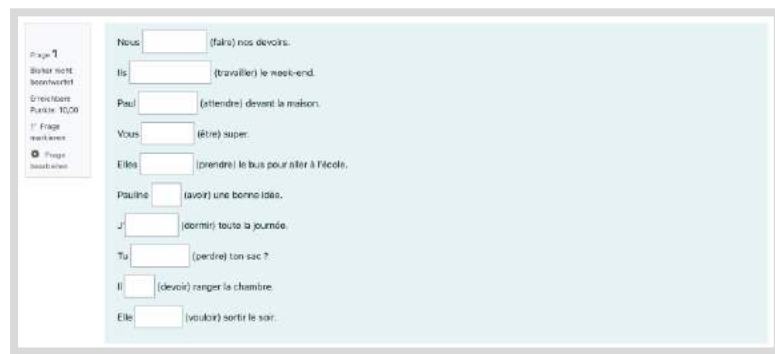 Frage 1
Bisher nicht
beantwortet
Erreichbare
Punkte: 10,00
Frage
markieren
Frage
bearbeiten
Nous (faire) nos devoirs.
Ils (travailler) le week-end.
Paul (attendre) devant la maison.
Vous (être) super.
Elles (prendre) le bus pour aller à l'école.
Pauline (avoir) une bonne idée.
J' (dormir) toute la journée.
Tu (perdre) ton sac ?
Il (devoir) ranger la chambre.
Elle (vouloir) sortir le soir.